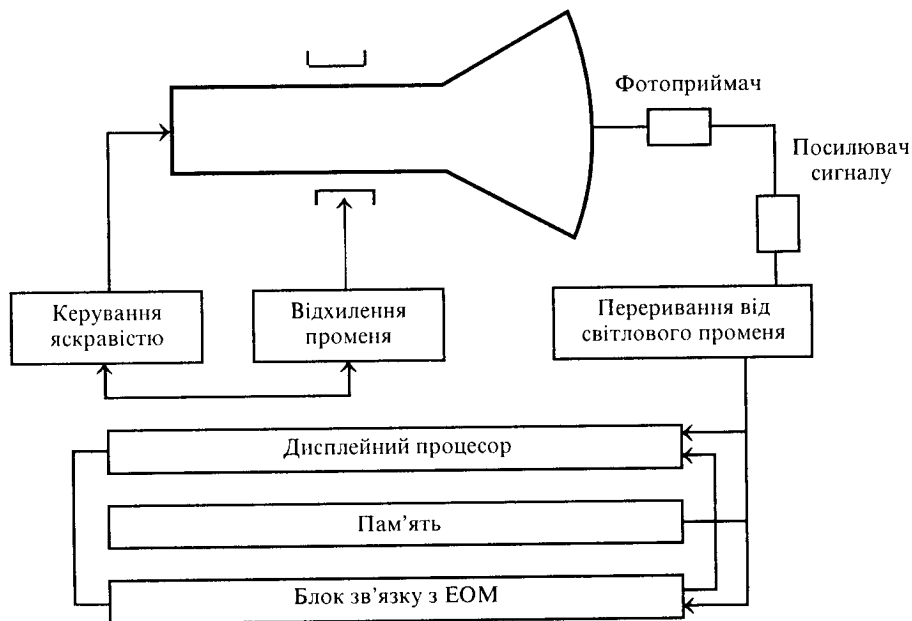 Фотоприймач
Посилювач
сигналу
Керування
яскравістю
Відхилення
променя
Переривання від
світлового променя
Дисплейний процесор
Пам’ять
Блок зв’язку з ЕОМ